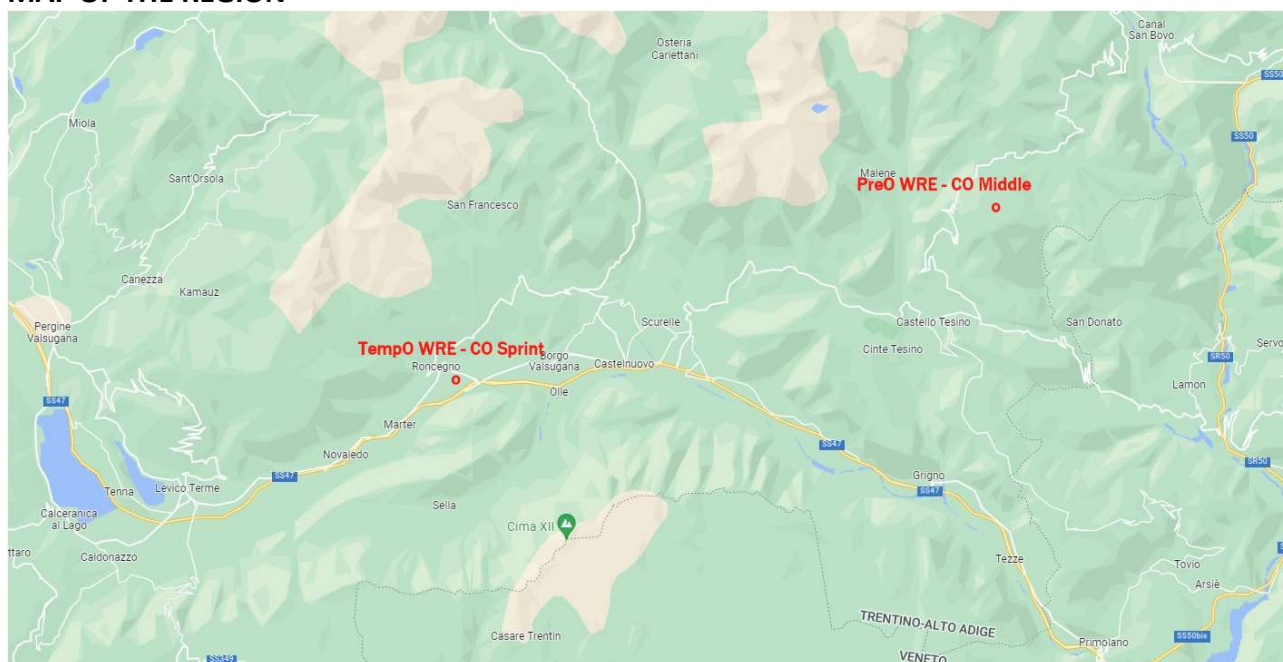 MAP OF THE REGION
Canal
San Bovo
Osteria
Carlettani
SS50
Miola
SS50
Sant'Orsola
Malene
PreO WRE - CO Middle
San Francesco
Canezza
Kamauz
Pergine
Valsugana
Scurelle
Castello Tesino
San Donato
TempO WRE - CO Sprint
Borgo
Valsugana
Cinte Tesino
Servo
Roncegno
Castelnuovo
SR50
Lamon
Olle
SS47
Marter
SS47
Novaledo
SR50
SS47
Grigno
Levico Terme
Tenna
SS47
Sella
Calceranica
al Lago
Cima XII
ttaro
Caldonazzo
Tezze
Tovio
Arsiè
TRENTINO-ALTO ADIGE
Casare Trentin
Primolano
SS50bis
VENETO
SS349